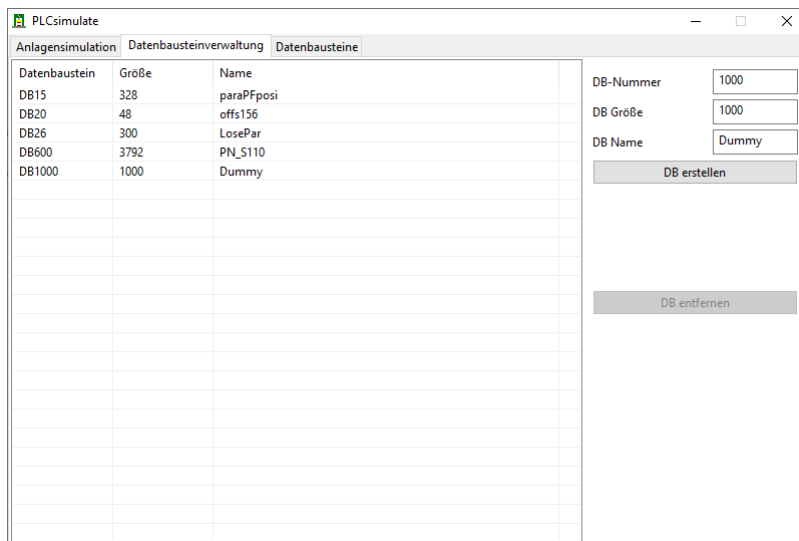 PLCsimulate
Anlagensimulation Datenbausteinverwaltung Datenbausteine
Datenbaustein Größe Name
DB15 328 paraPFposi
DB20 48 offs156
DB26 300 LosePar
DB600 3792 PN_S110
DB1000 1000 Dummy
DB-Nummer 1000
DB Größe 1000
DB Name Dummy
DB erstellen
DB entfernen